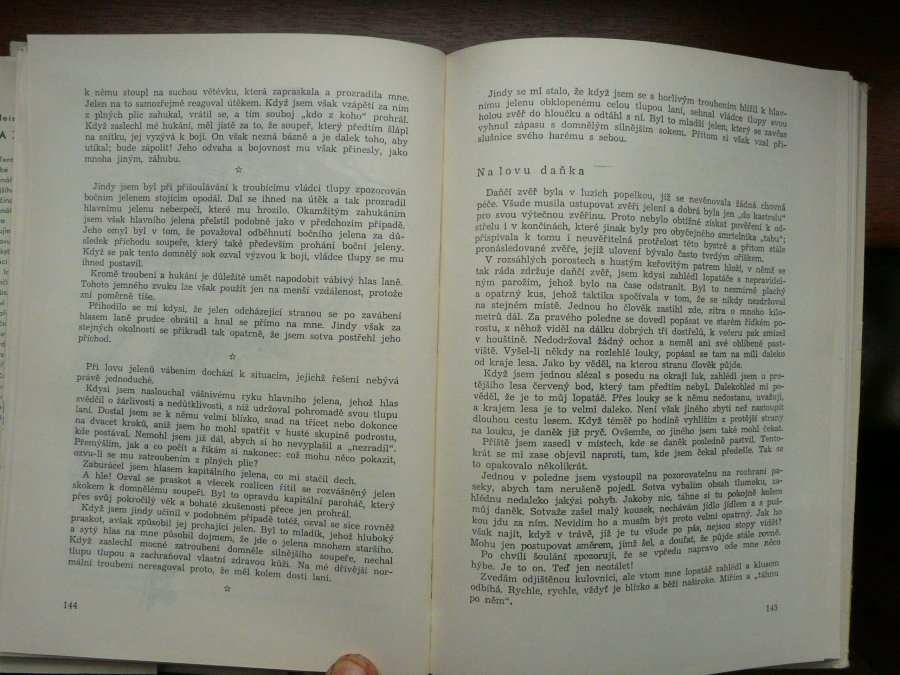 k němu stoupl na suchou větévku, která zapraskala a prozradila mne.
Jelen na to samozřejmě reagoval útěkem. Když jsem však vzápětí za ním
z plných plic zahukal, vrátil se, a tím souboj „kdo z koho“ prohrál.
Když zaslechl mé hukání, měl jistě za to, že soupeř, který předtím šlápl
na snítku, jej vyzývá k boji. On však nezná bázně a je dalek toho, aby
utíkal; bude zápolit! Jeho odvaha a bojovnost mu však přinesly, jako
mnoha jiným, záhubu.
☆
Jindy jsem byl při přišoulávání k troubícímu vládci tlupy zpozorován
bočním jelenem stojícím opodál. Dal se ihned na útěk a tak prozradil
hlavnímu jelenu nebezpečí, které mu hrozilo. Okamžitým zahukáním
jsem však hlavního jelena přelstil podobně jako v předchozím případě.
Jeho omyl byl v tom, že považoval odběhnutí bočního jelena za dů-
sledek příchodu soupeře, který také především prohání boční jeleny.
Když se pak tento domnělý sok ozval výzvou k boji, vládce tlupy se mu
ihned postavil.
Kromě troubení a hukání je důležité umět napodobit vábivý hlas laně.
Tohoto jemného zvuku lze však použít jen na menší vzdálenost, protože
zní poměrně tiše.
Přihodilo se mi kdysi, že jelen odcházející stranou se po zavábení
hlasem laně prudce obrátil a hnal se přímo na mne. Jindy však za
stejných okolností se přikradl tak opatrně, že jsem sotva postřehl jeho
příchod.
☆
Při lovu jelenů vábením dochází k situacím, jejichž řešení nebývá
právě jednoduché.
Kdysi jsem naslouchal vášnivému ryku hlavního jelena, jehož hlas
svědčil o žárlivosti a nedůtklivosti, s níž udržoval pohromadě svou tlupu
laní. Dostal jsem se k němu velmi blízko, snad na třicet nebo dokonce
na dvacet kroků, aniž jsem ho mohl spatřit v husté skupině podrostu,
kde postával. Nemohl jsem již dál, abych si ho nevyplašil a „nezradil“.
Přemýšlím, jak a co počít a říkám si nakonec: což mohu něco pokazit,
ozvu-li se mu zatroubením z plných plic?
Zaburácel jsem hlasem kapitálního jelena, co mi stačil dech.
A hle! Ozval se praskot a všecek rozlícen řítil se rozvášněný jelen
skokem k domnělému soupeři. Byl to opravdu kapitální paroháč, který
přes svůj pokročilý věk a bohaté zkušenosti přece jen prohrál.
Když jsem jindy učinil v podobném případě totéž, ozval se sice rovněž
praskot, avšak způsobil jej prchající jelen. Byl to mladík, jehož hluboký
a sytý hlas na mne působil dojmem, že jde o jelena mnohem staršího.
Když zaslechl mocné zatroubení domněle silnějšího soupeře, nechal
tlupu tlupou a zachraňoval vlastní zdravou kůži. Na mé dřívější nor-
mální troubení nereagoval proto, že měl kolem dosti laní.
☆
144
Jindy se mi stalo, že když jsem se s horlivým troubením blížil k hlav-
nímu jelenu obklopenému celou tlupou laní, sehnal vládce tlupy svou
holou zvěř do hloučku a odtáhl s ní. Byl to mladší jelen, který se zavčas
vyhnul zápasu s domnělým silnějším sokem. Přitom si však vzal pří-
slušnice svého harému s sebou.
Na lovu daňka
Daňčí zvěř byla v luzích popelkou, jíž se nevěnovala žádná chovná
péče. Všude musila ustupovat zvěři jelení a dobrá byla jen „do kastrolu“
pro svou výtečnou zvěřinu. Proto nebylo obtížné získat pověření k od-
střelu i v končinách, které jinak byly pro obyčejného smrtelníka „tabu“;
přispívala k tomu i neuvěřitelná protřelost této bystré a přitom stále
pronásledované zvěře, jejíž ulovení bývalo často tvrdým oříškem.
V rozsáhlých porostech s hustým keřovitým patrem hloží, v němž se
tak ráda zdržuje daňčí zvěř, jsem kdysi zahlédl lopatáče s nepravidel-
ným parožím, jehož bylo na čase odstranit. Byl to nesmírně plachý
a opatrný kus, jehož taktika spočívala v tom, že se nikdy nezdržoval
na stejném místě. Jednou ho člověk zastihl zde, zítra o mnoho kilo-
metrů dál. Za pravého poledne se dovedl popásat ve starém řídkém po-
rostu, z něhož viděl na dálku dobrých tří dostřelů, k večeru pak zmizel
v houštině. Nedodržoval žádný ochoz a neměl ani své oblíbené past-
viště. Vyšel-li někdy na rozlehlé louky, popásal se tam na míli daleko
od kraje lesa. Jako by věděl, na kterou stranu člověk půjde.
Když jsem jednou slézal s posedu na okraji luk, zahlédl jsem u pro-
tějšího lesa červený bod, který tam předtím nebyl. Dalekohled mi po-
věděl, že je to můj lopatáč. Přes louky se k němu nedostanu, uvažuji,
a krajem lesa je to velmi daleko. Není však jiného zbytí než nastoupit
dlouhou cestu lesem. Když téměř po hodině vyhlížím z protější strany
na louku, je daněk již pryč. Ovšemže, co jiného jsem také mohl čekat.
Příště jsem zasedl v místech, kde se daněk posledně pastvil. Tento-
krát se mi zase objevil naproti, tam, kde jsem čekal předešle. Tak se
to opakovalo několikrát.
Jednou v poledne jsem vystoupil na pozorovatelnu na rozhraní pa-
seky, abych tam nerušeně pojedl. Sotva vybalím obsah tlumoku, za-
hlédnu nedaleko jakýsi pohyb. Jakoby nic, táhne si tu pokojně kolem
můj daněk. Sotvaže zašel malý kousek, nechávám jídlo jídlem a s puš-
kou jdu za ním. Nevidím ho a musím být proto velmi opatrný. Jak ho
však najít, když v trávě, jíž je tu všude po pás, nejsou stopy vidět?
Mohu jen postupovat směrem, jímž šel, a doufat, že půjde stále rovně.
Po chvíli šoulání zpozoruji, že se vpředu napravo ode mne něco
hýbe. Je to on. Teď jen neotálet!
Zvedám odjištěnou kulovnici, ale vtom mne lopatáč zahlédl a klusem
odbíhá. Rychle, rychle, vždyť je blízko a běží naširoko. Mířím a „táhnu
po něm“.
145